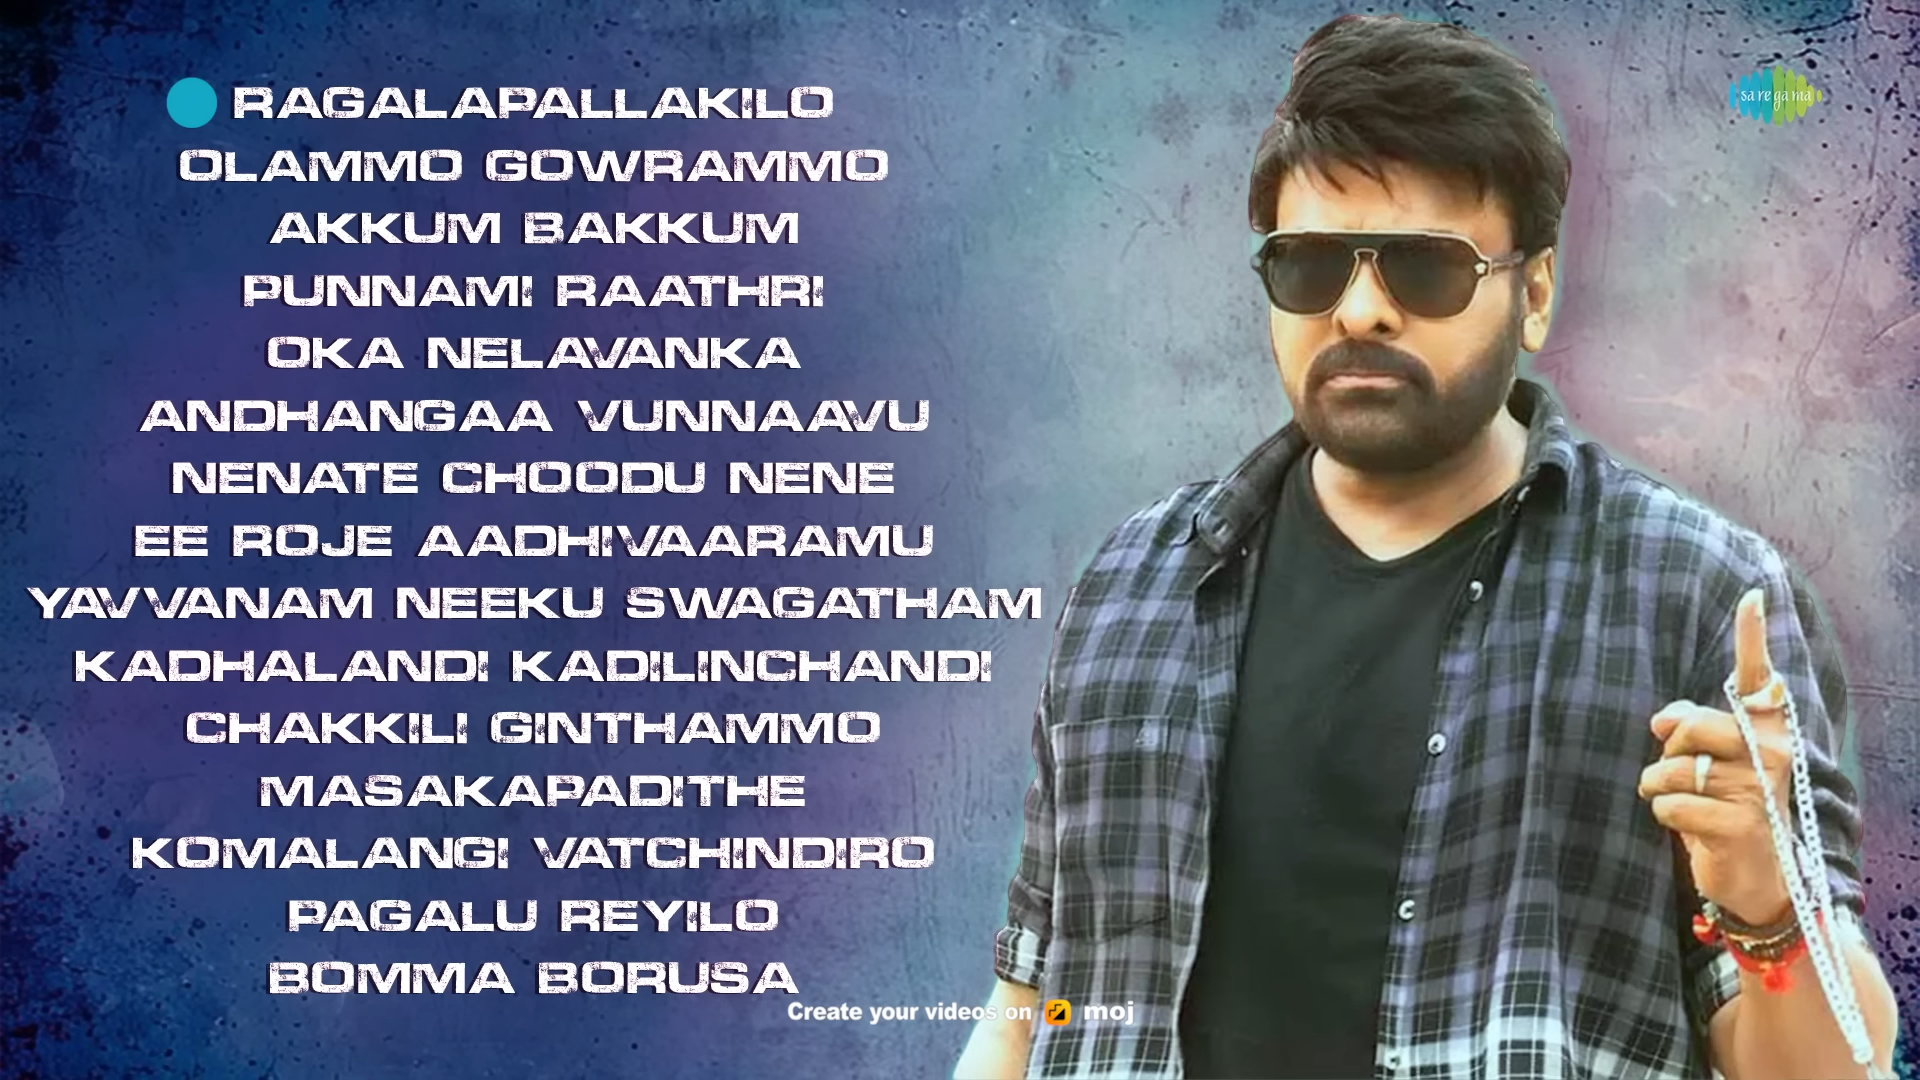 RAGALAPALLAKILO
OLAMMO GOWRAMMO
AKKUM BAKKUM
PUNNAMI RAATHRI
OKA NELAVANKA
ANDHANGAA VUNNAAVU
NENATE CHOODU NENE
EE ROJE AADHIVAARAMU
YAVVANAM NEEKU SWAGATHAM
KADHALANDI KADILINCHANDI
CHAKKILI GINTHAMMO
MASAKAPADITHE
KOMALANGI VATCHINDIRO
PAGALU REYILO
BOMMA BORUSA
sa re ga ma
Create your videos on moj